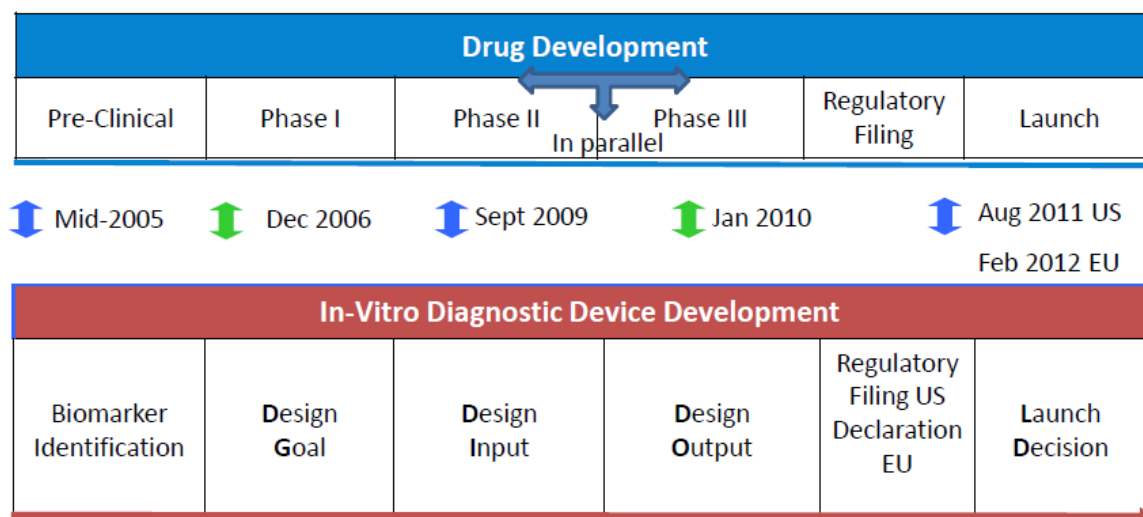 Drug Development
Pre-Clinical
Phase I
Phase II
Phase III
In parallel
Regulatory
Filing
Launch
Mid-2005
Dec 2006
Sept 2009
Jan 2010
Aug 2011 US
Feb 2012 EU
In-Vitro Diagnostic Device Development
Biomarker
Identification
Design
Goal
Design
Input
Design
Output
Regulatory
Filing US
Declaration
EU
Launch
Decision